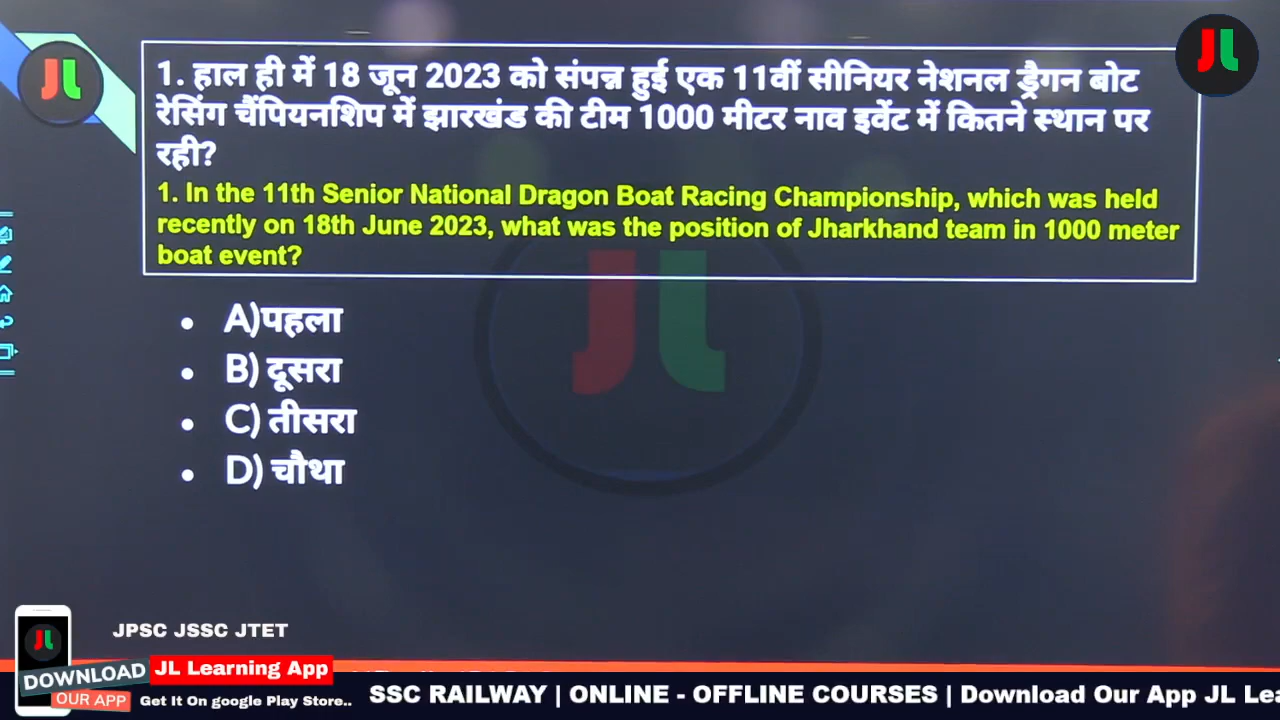 JL
JL
1. हाल ही में 18 जून 2023 को संपन्न हुई एक 11वीं सीनियर नेशनल ड्रैगन बोट
रेसिंग चैंपियनशिप में झारखंड की टीम 1000 मीटर नाव इवेंट में कितने स्थान पर
रही?
1. In the 11th Senior National Dragon Boat Racing Championship, which was held
recently on 18th June 2023, what was the position of Jharkhand team in 1000 meter
boat event?
JL
• A)पहला
• B) दूसरा
• C) तीसरा
• D) चौथा
JPSC JSSC JTET
JL
DOWNLOAD
OUR APP
JL Learning App
Get It On google Play Store..
SSC RAILWAY | ONLINE - OFFLINE COURSES | Download Our App JL Lea